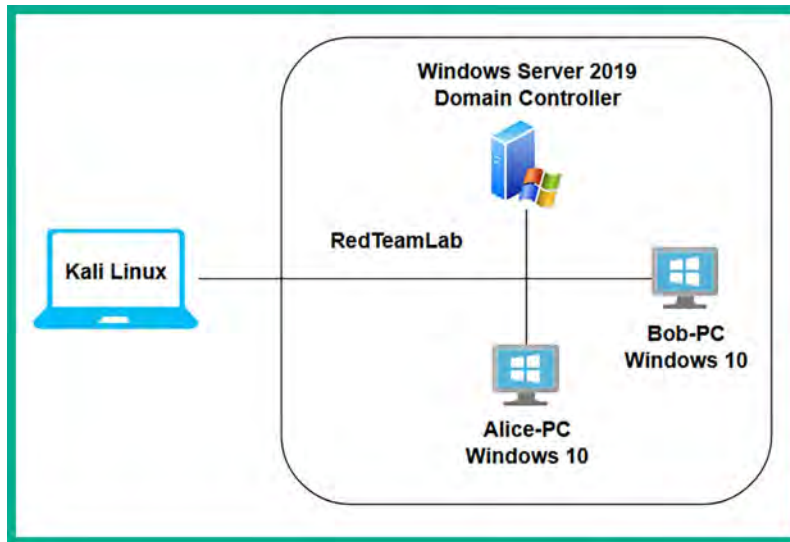 Windows Server 2019
Domain Controller
RedTeamLab
Kali Linux
Bob-PC
Windows 10
Alice-PC
Windows 10